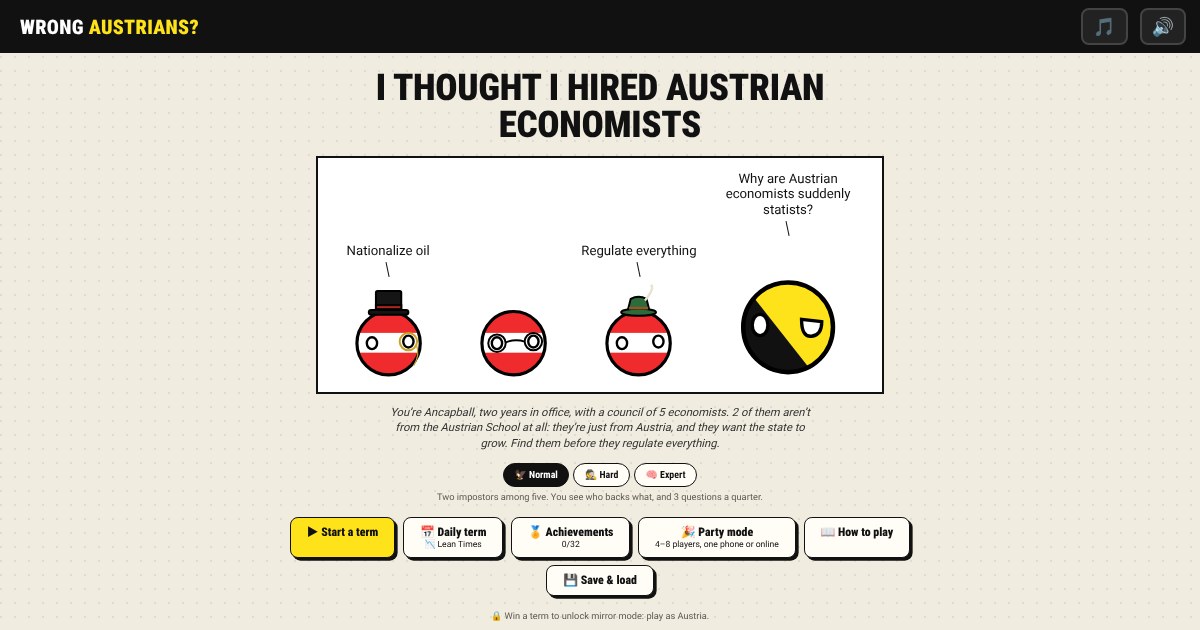 WRONG AUSTRIANS?
I THOUGHT I HIRED AUSTRIAN
ECONOMISTS
Why are Austrian
economists suddenly
statists?
Nationalize oil
Regulate everything
You're Ancapball, two years in office, with a council of 5 economists. 2 of them aren't
from the Austrian School at all: they're just from Austria, and they want the state to
grow. Find them before they regulate everything.
Normal
Hard
Expert
Two impostors among five. You see who backs what, and 3 questions a quarter.
Start a term
Daily term
Lean Times
Achievements
0/32
Party mode
4–8 players, one phone or online
How to play
Save & load
Win a term to unlock mirror mode: play as Austria.